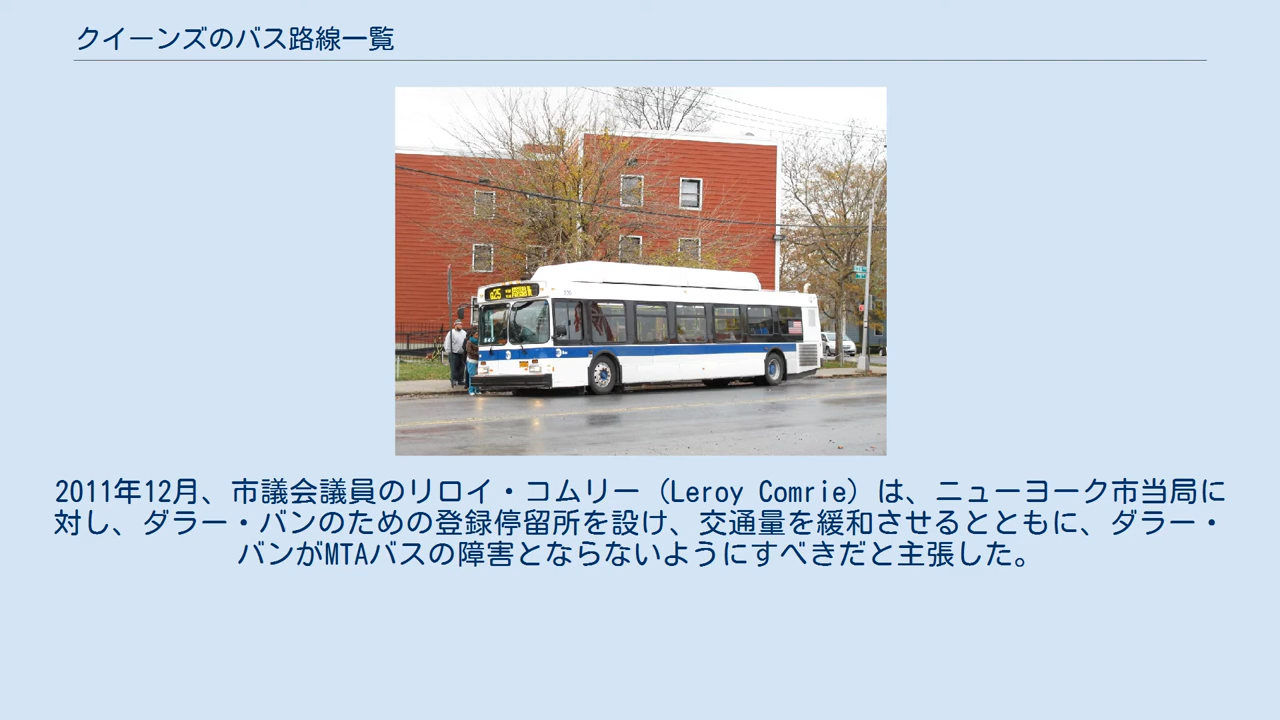 クイーンズのバス路線一覧
Q25
2011年12月、市議会議員のリロイ・コムリー（Leroy Comrie）は、ニューヨーク市当局に
対し、ダラー・バンのための登録停留所を設け、交通量を緩和させるとともに、ダラー・
バンがMTAバスの障害とならないようにすべきだと主張した。